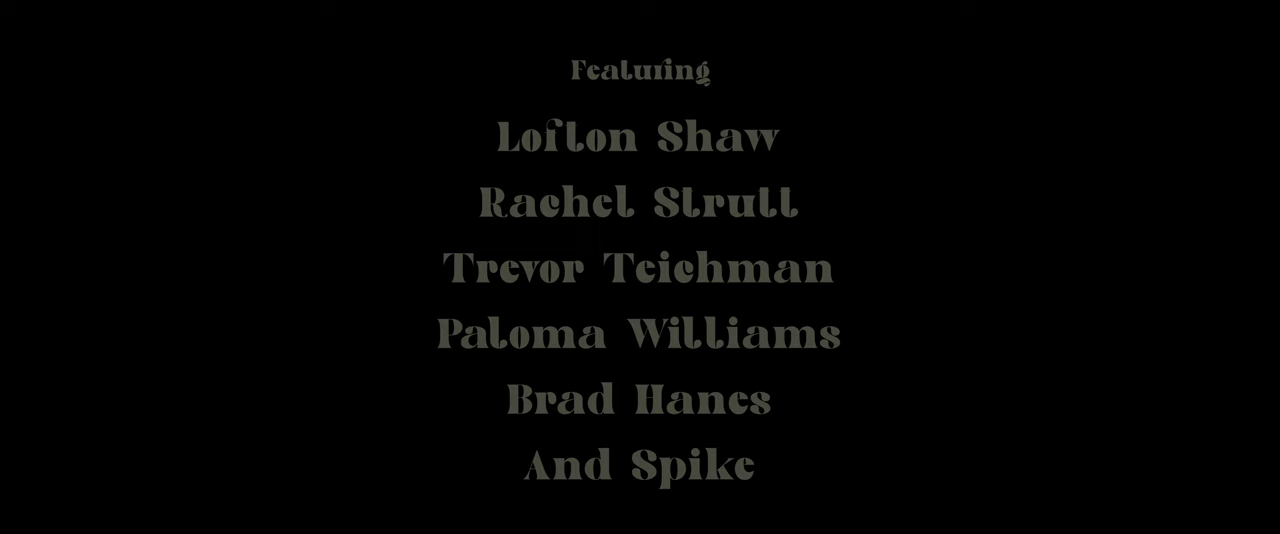 Featuring
Lofton Shaw
Rachel Strutt
Trevor Teichman
Paloma Williams
Brad Hanes
And Spike